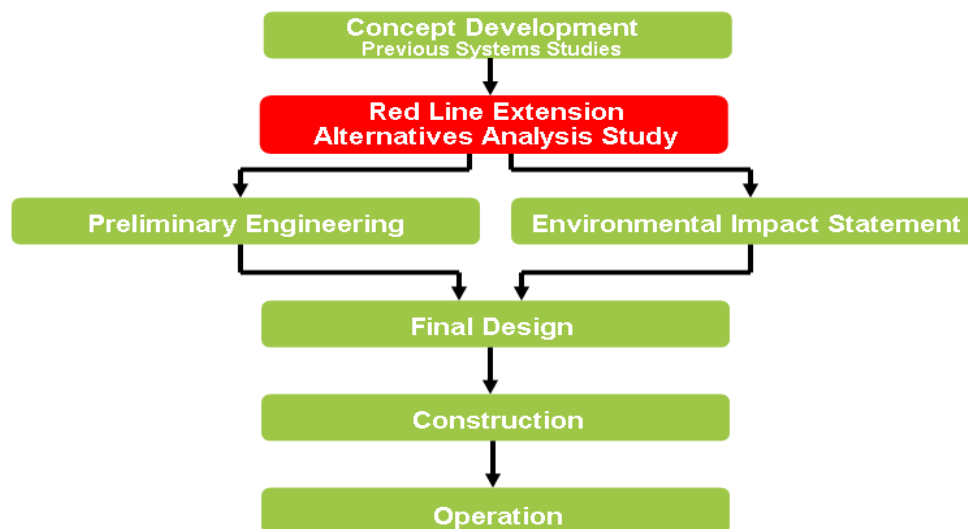 Concept Development
Previous Systems Studies
Red Line Extension
Alternatives Analysis Study
Preliminary Engineering
Environmental Impact Statement
Final Design
Construction
Operation